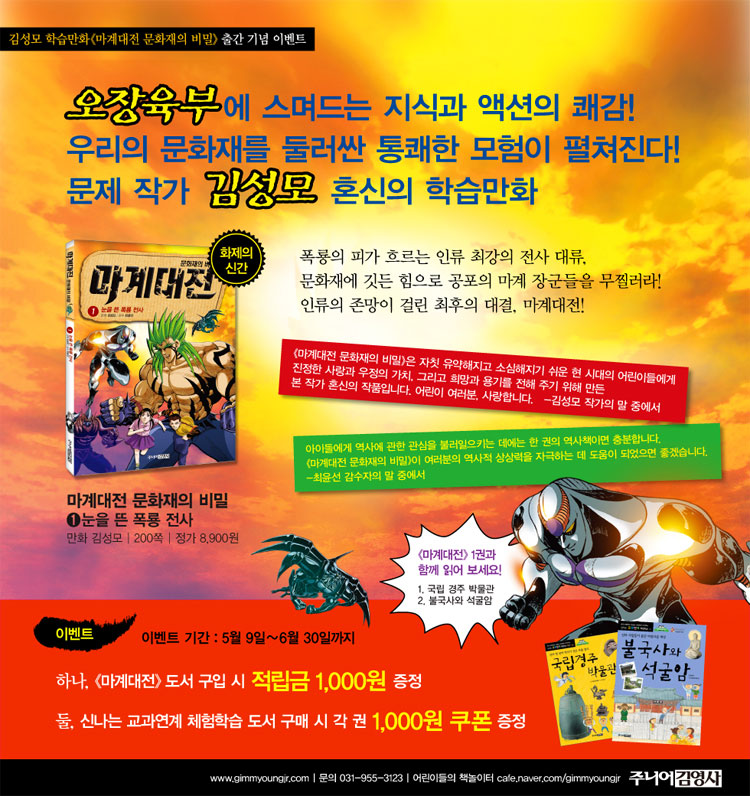 김성모 학습만화《마계대전 문화재의 비밀》 출간 기념 이벤트
오장육부에 스며드는 지식과 액션의 쾌감!
우리의 문화재를 둘러싼 통쾌한 모험이 펼쳐진다!
문제 작가 김성모 혼신의 학습만화
화제의
신간
마계대전
1 눈을 뜬 폭룡 전사
폭룡의 피가 흐르는 인류 최강의 전사 대류,
문화재에 깃든 힘으로 공포의 마계 장군들을 무찔러라!
인류의 존망이 걸린 최후의 대결, 마계대전!
《마계대전 문화재의 비밀》은 자칫 유약해지고 소심해지기 쉬운 현 시대의 어린이들에게
진정한 사랑과 우정의 가치, 그리고 희망과 용기를 전해 주기 위해 만든
본 작가 혼신의 작품입니다. 어린이 여러분, 사랑합니다. –김성모 작가의 말 중에서
아이들에게 역사에 관한 관심을 불러일으키는 데에는 한 권의 역사책이면 충분합니다.
《마계대전 문화재의 비밀》이 여러분의 역사적 상상력을 자극하는 데 도움이 되었으면 좋겠습니다.
–최윤선 감수자의 말 중에서
마계대전 문화재의 비밀
❶눈을 뜬 폭룡 전사
만화 김성모 | 200쪽 | 정가 8,900원
《마계대전》 1권과
함께 읽어 보세요!
1. 국립 경주 박물관
2. 불국사와 석굴암
국립경주
박물관
불국사와
석굴암
이벤트
이벤트 기간 : 5월 9일~6월 30일까지
하나, 《마계대전》 도서 구입 시 적립금 1,000원 증정
둘, 신나는 교과연계 체험학습 도서 구매 시 각 권 1,000원 쿠폰 증정
www.gimmyoungjr.com | 문의 031-955-3123 | 어린이들의 책놀이터 cafe.naver.com/gimmyoungjr 주니어김영사